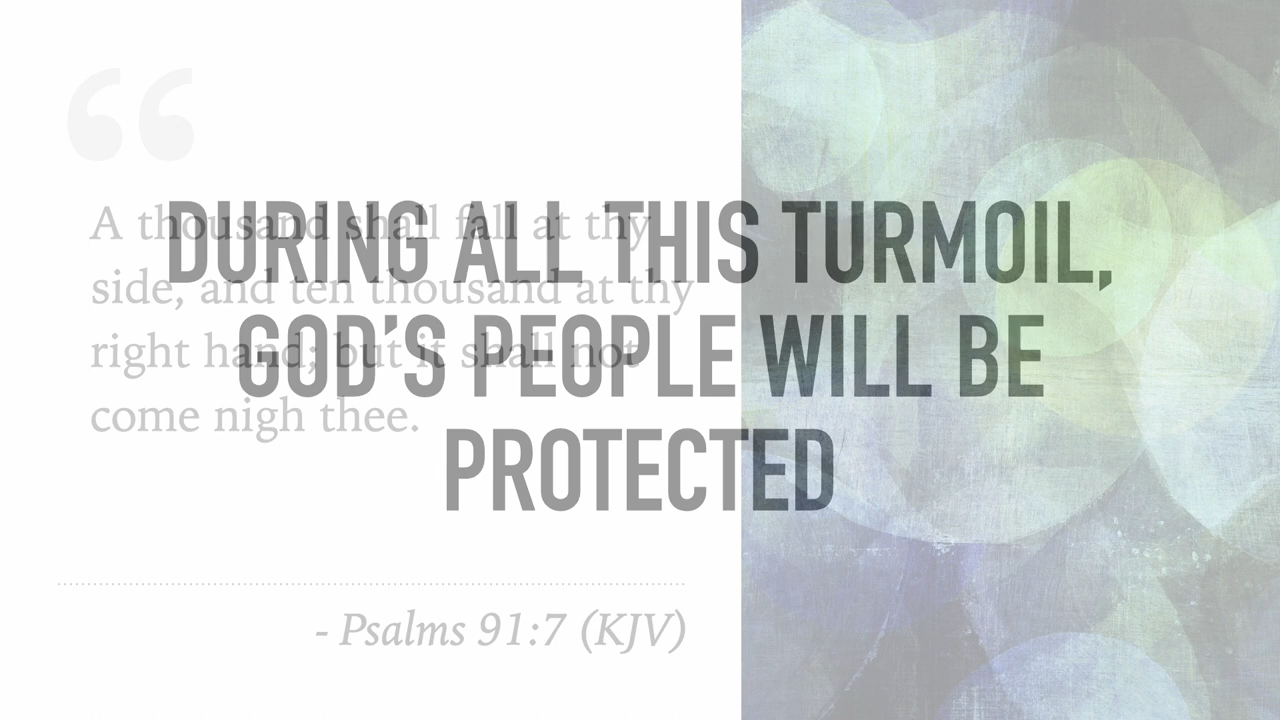 “
A thousand shall fall at thy
side, and ten thousand at thy
right hand; but it shall not
come nigh thee.
- Psalms 91:7 (KJV)
DURING ALL THIS TURMOIL,
GOD’S PEOPLE WILL BE
PROTECTED